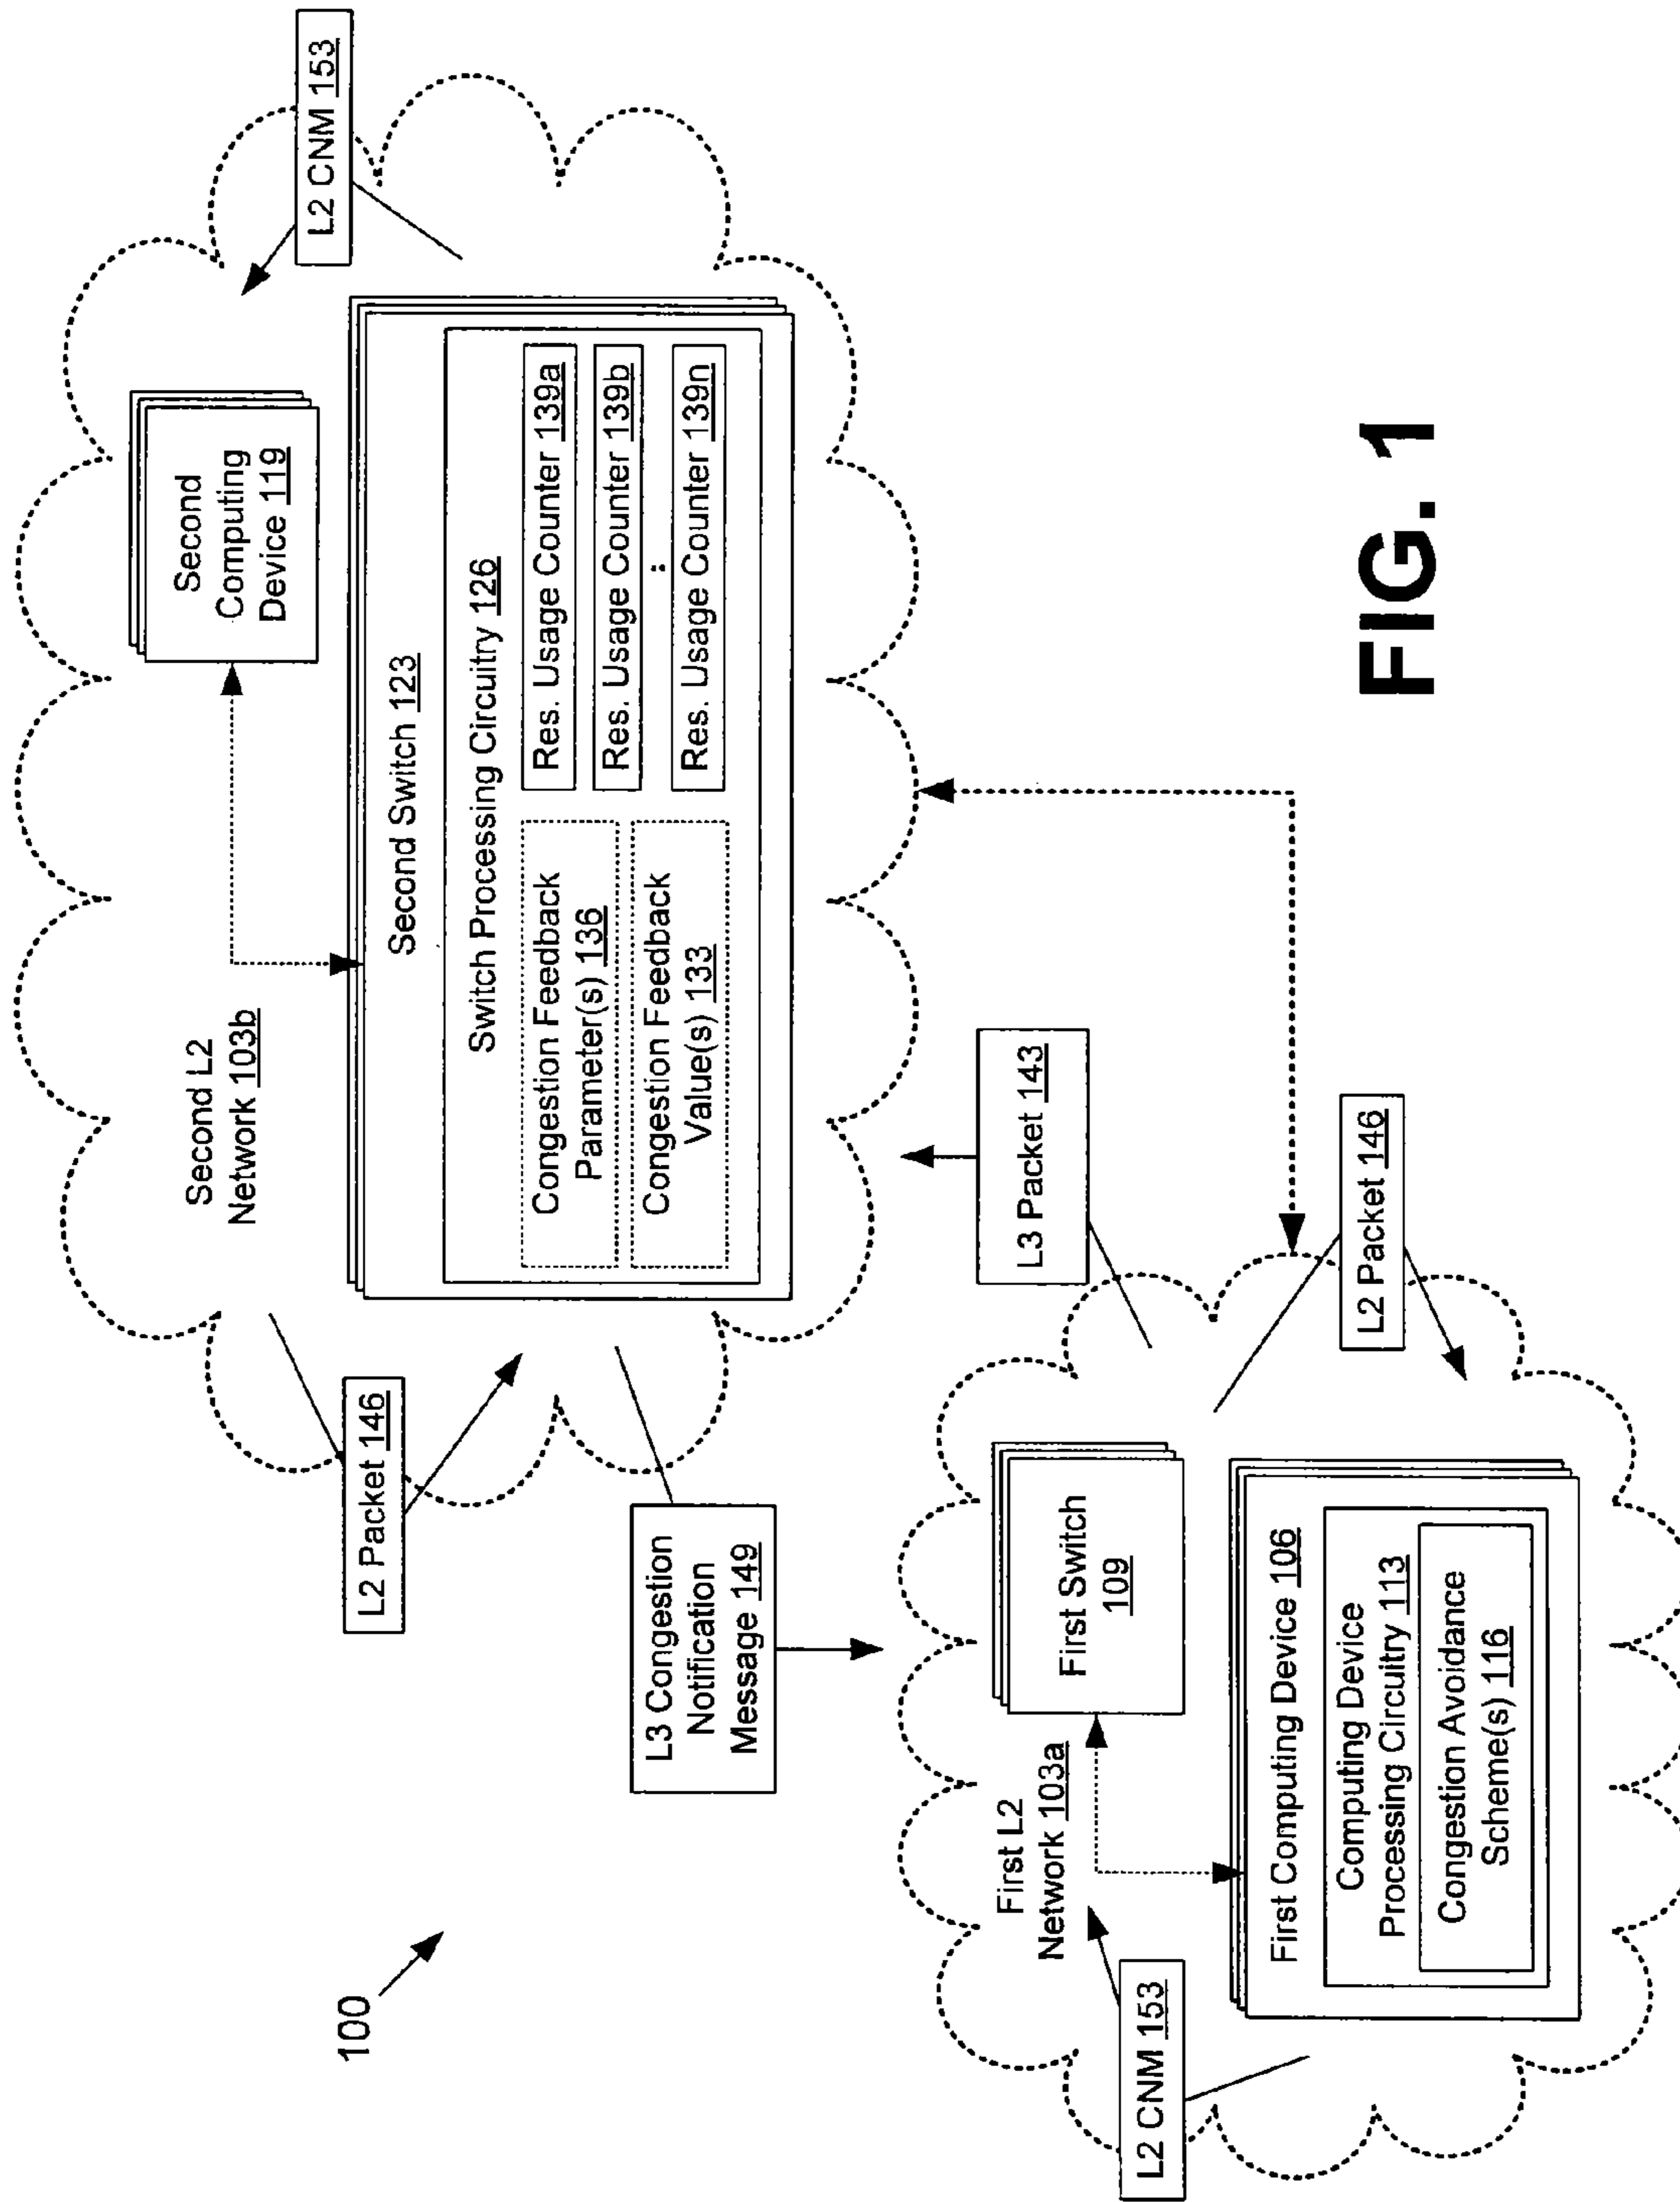 100
Second L2
Network 103b
Second
Computing
Device 119
L2 CNM 153
L2 Packet 146
Second Switch 123
Switch Processing Circuitry 126
Congestion Feedback
Parameter(s) 136
Congestion Feedback
Value(s) 133
Res. Usage Counter 139a
Res. Usage Counter 139b
Res. Usage Counter 139n
L3 Congestion
Notification
Message 149
L3 Packet 143
First L2
Network 103a
First Switch
109
L2 CNM 153
L2 Packet 146
First Computing Device 106
Computing Device
Processing Circuitry 113
Congestion Avoidance
Scheme(s) 116
FIG. 1